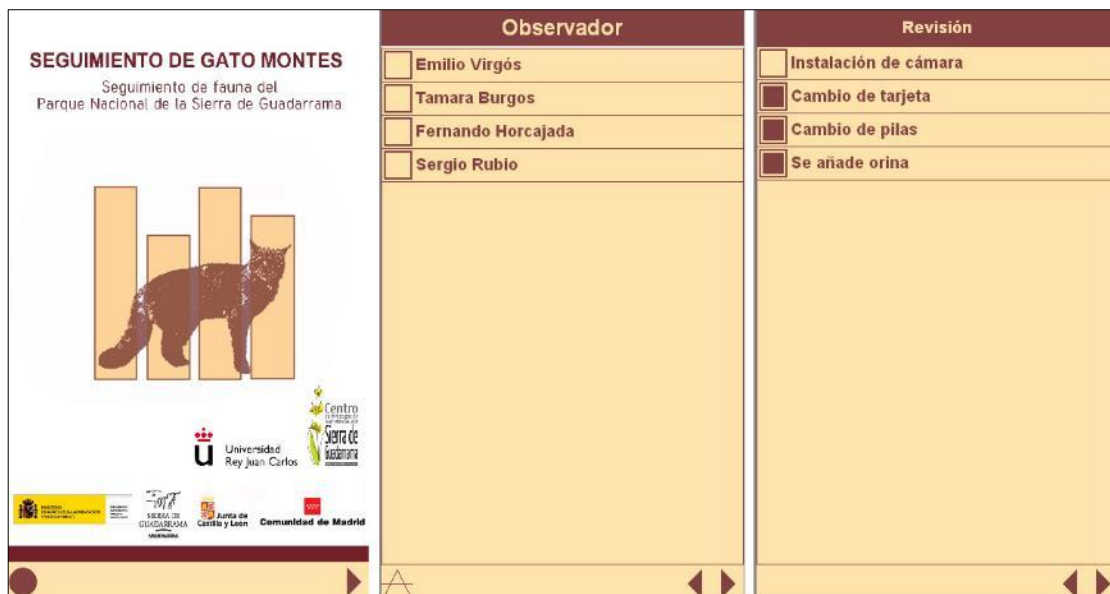 SEGUIMIENTO DE GATO MONTES
Seguimiento de fauna del
Parque Nacional de la Sierra de Guadarrama
Centro
Sierra de
Guadarrama
Universidad
Rey Juan Carlos
SIERRA DE
GUADARRAMA
Junta de
Castilla y León
Comunidad de Madrid
Observador
Emilio Virgós
Tamara Burgos
Fernando Horcajada
Sergio Rubio
Revisión
Instalación de cámara
Cambio de tarjeta
Cambio de pilas
Se añade orina